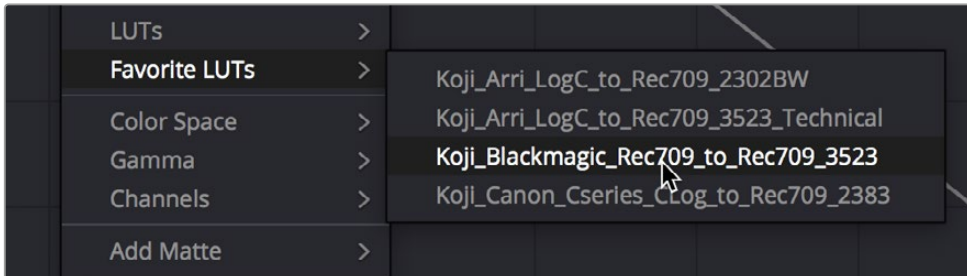 LUTs
Favorite LUTs
Color Space
Gamma
Channels
Add Matte
Koji_Arri_LogC_to_Rec709_2302BW
Koji_Arri_LogC_to_Rec709_3523_Technical
Koji_Blackmagic_Rec709_to_Rec709_3523
Koji_Canon_Cseries_CLog_to_Rec709_2383